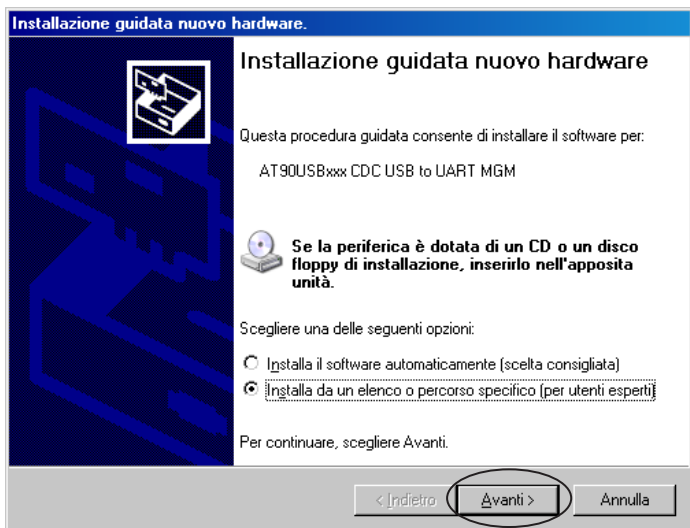 Installazione guidata nuovo hardware.
Installazione guidata nuovo hardware
Questa procedura guidata consente di installare il software per:
AT90USBxxx CDC USB to UART MGM
Se la periferica è dotata di un CD o un disco
floppy di installazione, inserirlo nell'apposita
unità.
Scegliere una delle seguenti opzioni:
Installa il software automaticamente (scelta consigliata)
Installa da un elenco o percorso specifico (per utenti esperti)
Per continuare, scegliere Avanti.
< Indietro Avanti > Annulla